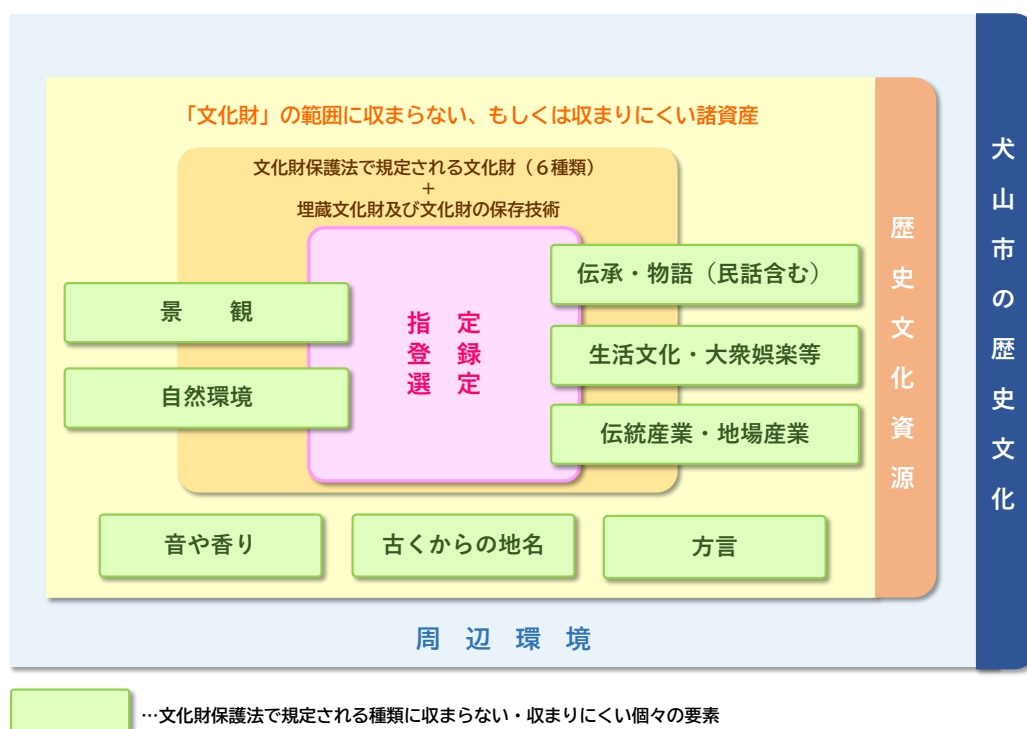 「文化財」の範囲に収まらない、もしくは収まりにくい諸資産
文化財保護法で規定される文化財（６種類）
＋
埋蔵文化財及び文化財の保存技術
指　定
登　録
選　定
景　　観
自然環境
伝承・物語（民話含む）
生活文化・大衆娯楽等
伝統産業・地場産業
音や香り
古くからの地名
方言
歴史文化資源
周　辺　環　境
犬山市の歴史文化
…文化財保護法で規定される種類に収まらない・収まりにくい個々の要素